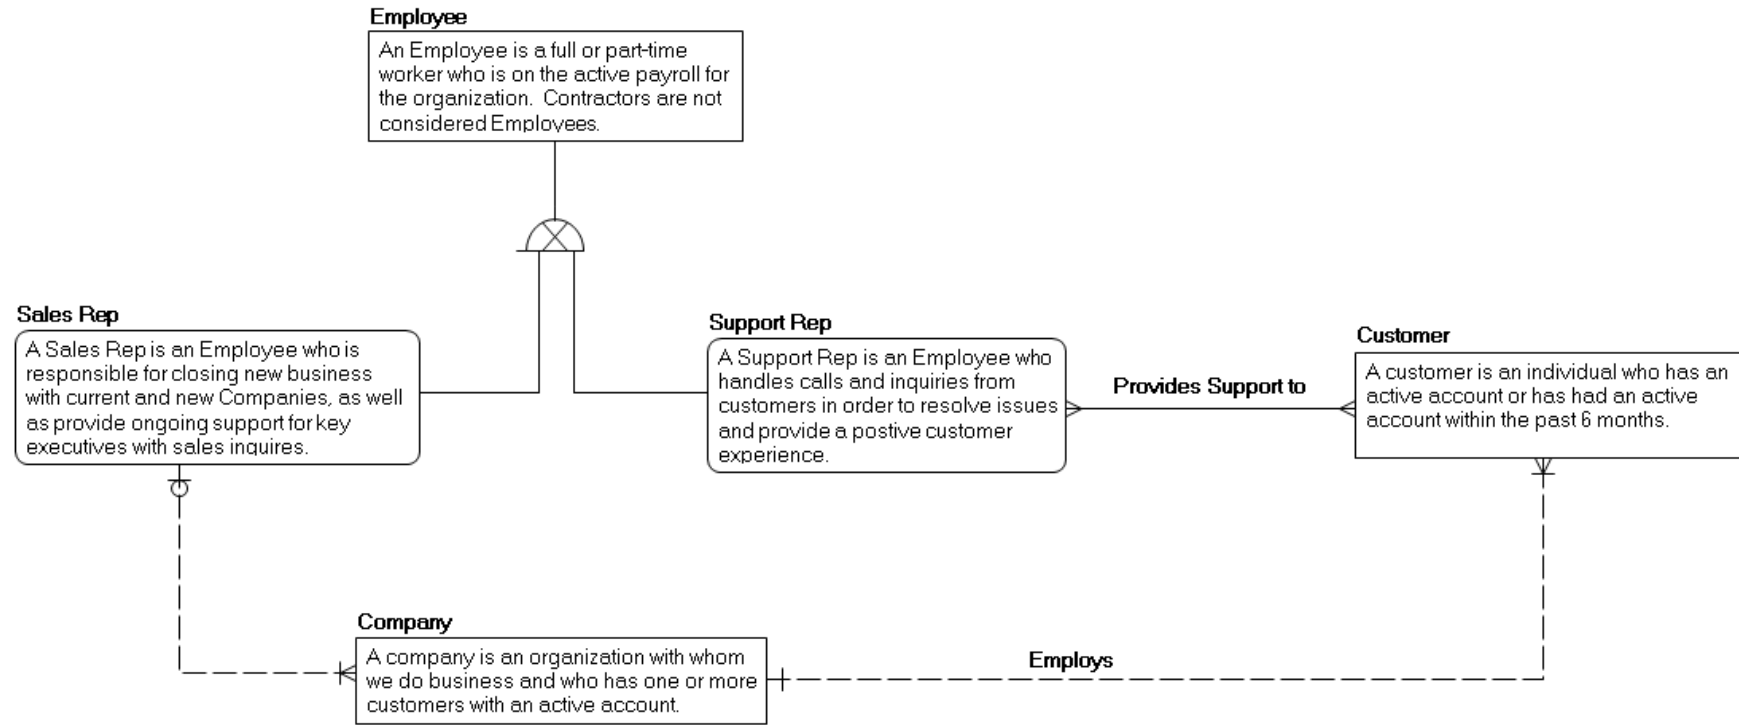 Employee
An Employee is a full or part-time
worker who is on the active payroll for
the organization.  Contractors are not
considered Employees.
Sales Rep
A Sales Rep is an Employee who is
responsible for closing new business
with current and new Companies, as well
as provide ongoing support for key
executives with sales inquires.
Support Rep
A Support Rep is an Employee who
handles calls and inquiries from
customers in order to resolve issues
and provide a postive customer
experience.
Provides Support to
Customer
A customer is an individual who has an
active account or has had an active
account within the past 6 months.
Company
A company is an organization with whom
we do business and who has one or more
customers with an active account.
Employs